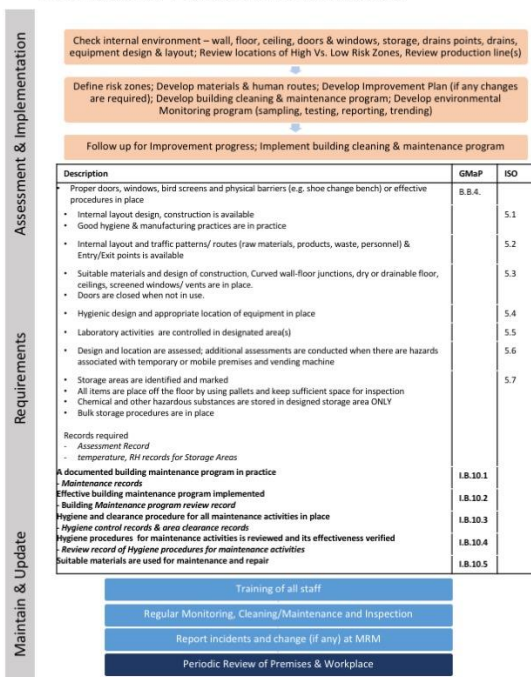 Assessment & Implementation
Check internal environment – wall, floor, ceiling, doors & windows, storage, drains points, drains,
equipment design & layout; Review locations of High Vs. Low Risk Zones, Review production line(s)
Define risk zones; Develop materials & human routes; Develop Improvement Plan (if any changes
are required); Develop building cleaning & maintenance program; Develop environmental
Monitoring program (sampling, testing, reporting, trending)
Follow up for Improvement progress; Implement building cleaning & maintenance program
Requirements
Description GMaP ISO
• Proper doors, windows, bird screens and physical barriers (e.g. shoe change bench) or effective B.B.4.
procedures in place
• Internal layout design, construction is available 5.1
• Good hygiene & manufacturing practices are in practice
• Internal layout and traffic patterns/ routes (raw materials, products, waste, personnel) & 5.2
Entry/Exit points is available
• Suitable materials and design of construction, Curved wall-floor junctions, dry or drainable floor, 5.3
ceilings, screened windows/ vents are in place.
• Doors are closed when not in use.
• Hygienic design and appropriate location of equipment in place 5.4
• Laboratory activities are controlled in designated area(s) 5.5
• Design and location are assessed; additional assessments are conducted when there are hazards 5.6
associated with temporary or mobile premises and vending machine
• Storage areas are identified and marked 5.7
• All items are place off the floor by using pallets and keep sufficient space for inspection
• Chemical and other hazardous substances are stored in designed storage area ONLY
• Bulk storage procedures are in place
Records required
- Assessment Record
- temperature, RH records for Storage Areas
A documented building maintenance program in practice I.B.10.1
- Maintenance records
Effective building maintenance program implemented I.B.10.2
- Building Maintenance program review record
Hygiene and clearance procedure for all maintenance activities in place I.B.10.3
- Hygiene control records & area clearance records
Hygiene procedures for maintenance activities is reviewed and its effectiveness verified I.B.10.4
- Review record of Hygiene procedures for maintenance activities
Suitable materials are used for maintenance and repair I.B.10.5
Maintain & Update
Training of all staff
Regular Monitoring, Cleaning/Maintenance and Inspection
Report incidents and change (if any) at MRM
Periodic Review of Premises & Workplace